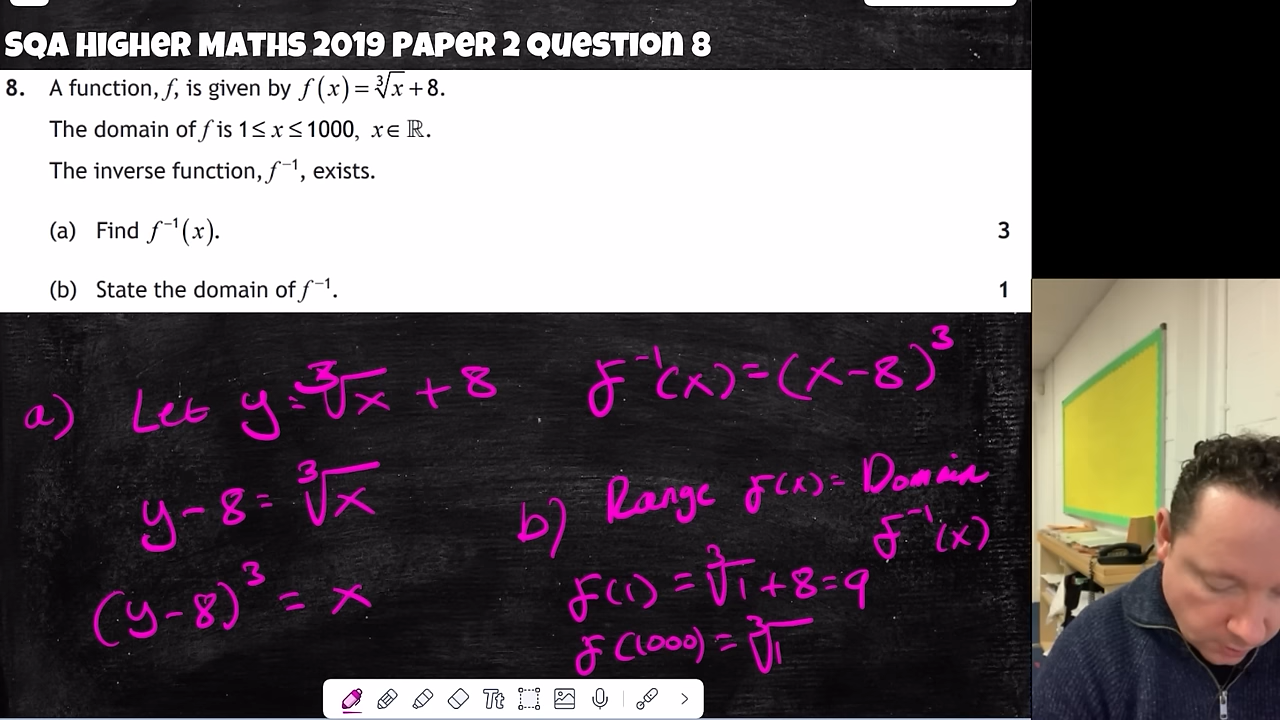 SQA HIGHER MATHS 2019 PAPER 2 QUESTION 8
8. A function, f, is given by f(x)=∛x+8.
The domain of f is 1≤x≤1000, x∈ℝ.
The inverse function, f⁻¹, exists.
(a) Find f⁻¹(x). 3
(b) State the domain of f⁻¹. 1
a) Let y=∛x + 8
y-8=∛x
(y-8)³ = x
f⁻¹(x)=(x-8)³
b) Range f(x)= Domain
f⁻¹(x)
f(1) = ∛1+8=9
f(1000)=∛1
Tt